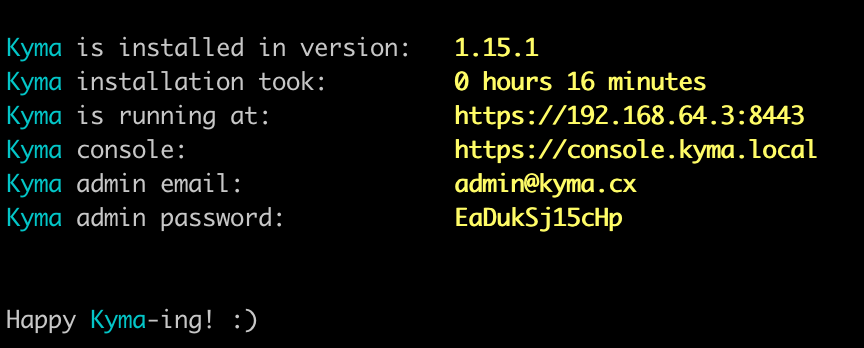 Kyma is installed in version: 1.15.1
Kyma installation took: 0 hours 16 minutes
Kyma is running at: https://192.168.64.3:8443
Kyma console: https://console.kyma.local
Kyma admin email: admin@kyma.cx
Kyma admin password: EaDukSj15cHp
Happy Kyma-ing! :)